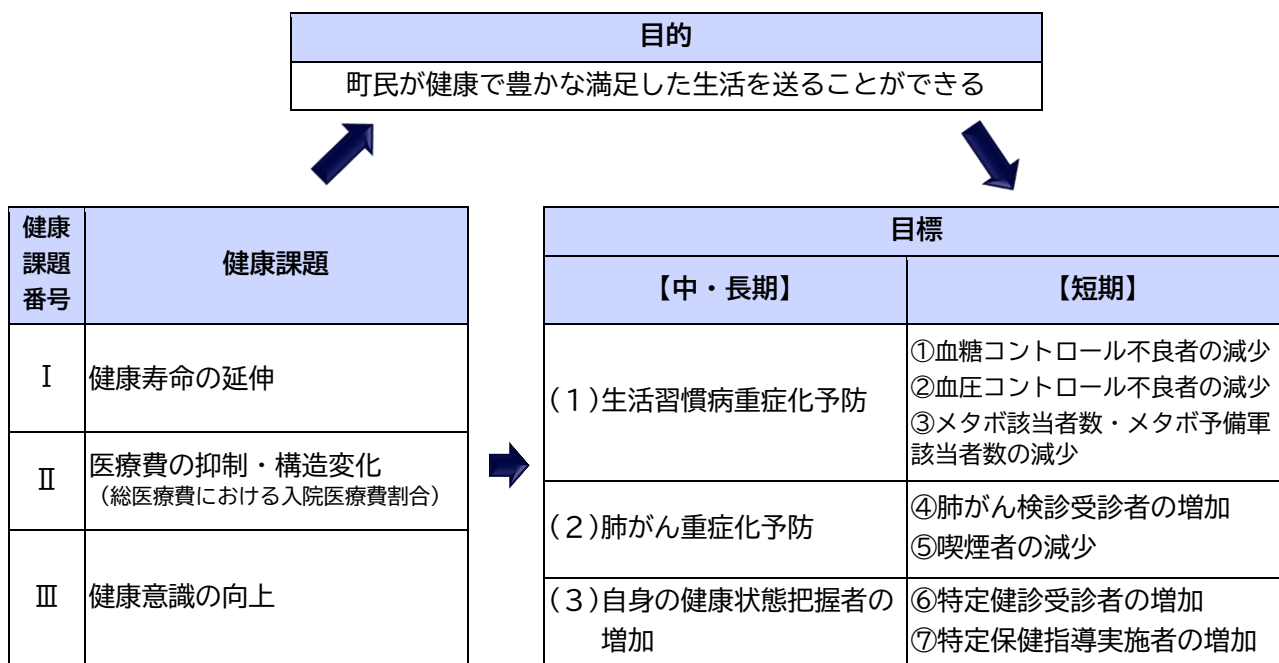 目的
町民が健康で豊かな満足した生活を送ることができる
健康
課題
番号
健康課題
Ⅰ
健康寿命の延伸
Ⅱ
医療費の抑制・構造変化
（総医療費における入院医療費割合）
Ⅲ
健康意識の向上
目標
【中・長期】
【短期】
(１)生活習慣病重症化予防
①血糖コントロール不良者の減少
②血圧コントロール不良者の減少
③メタボ該当者数・メタボ予備軍
該当者数の減少
(２)肺がん重症化予防
④肺がん検診受診者の増加
⑤喫煙者の減少
(３)自身の健康状態把握者の
増加
⑥特定健診受診者の増加
⑦特定保健指導実施者の増加